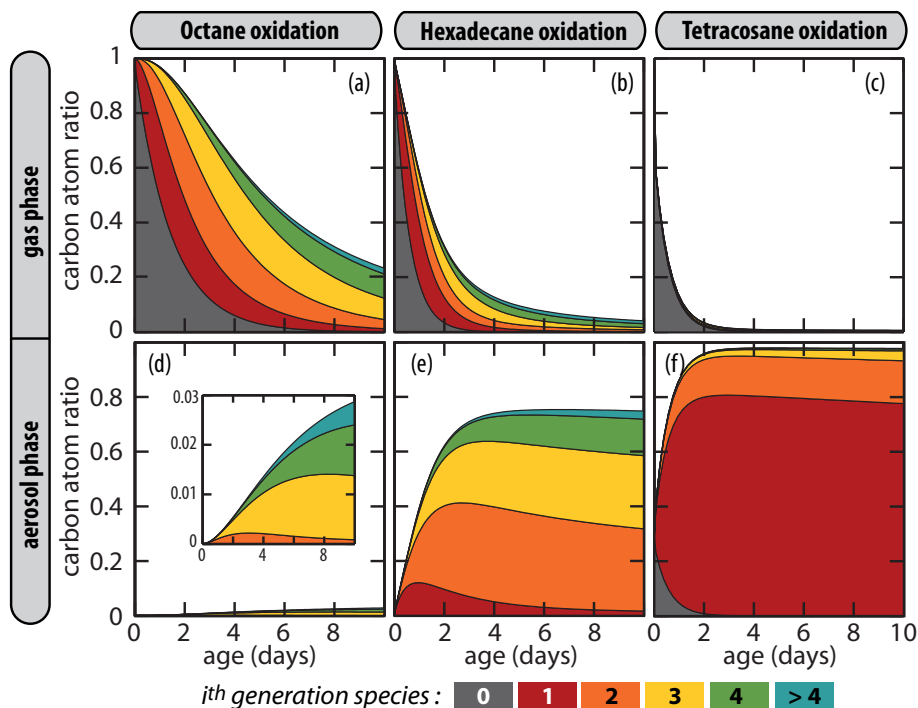 Octane oxidation
Hexadecane oxidation
Tetracosane oxidation
gas phase
carbon atom ratio
1
0.8
0.6
0.4
0.2
0
(a)
(b)
(c)
aerosol phase
carbon atom ratio
0.8
0.6
0.4
0.2
0
(d)
0.03
0.02
0.01
0
0 4 8
(e)
(f)
0 2 4 6 8
0 2 4 6 8
0 2 4 6 8 10
age (days)
age (days)
age (days)
ith generation species : 0 1 2 3 4 > 4